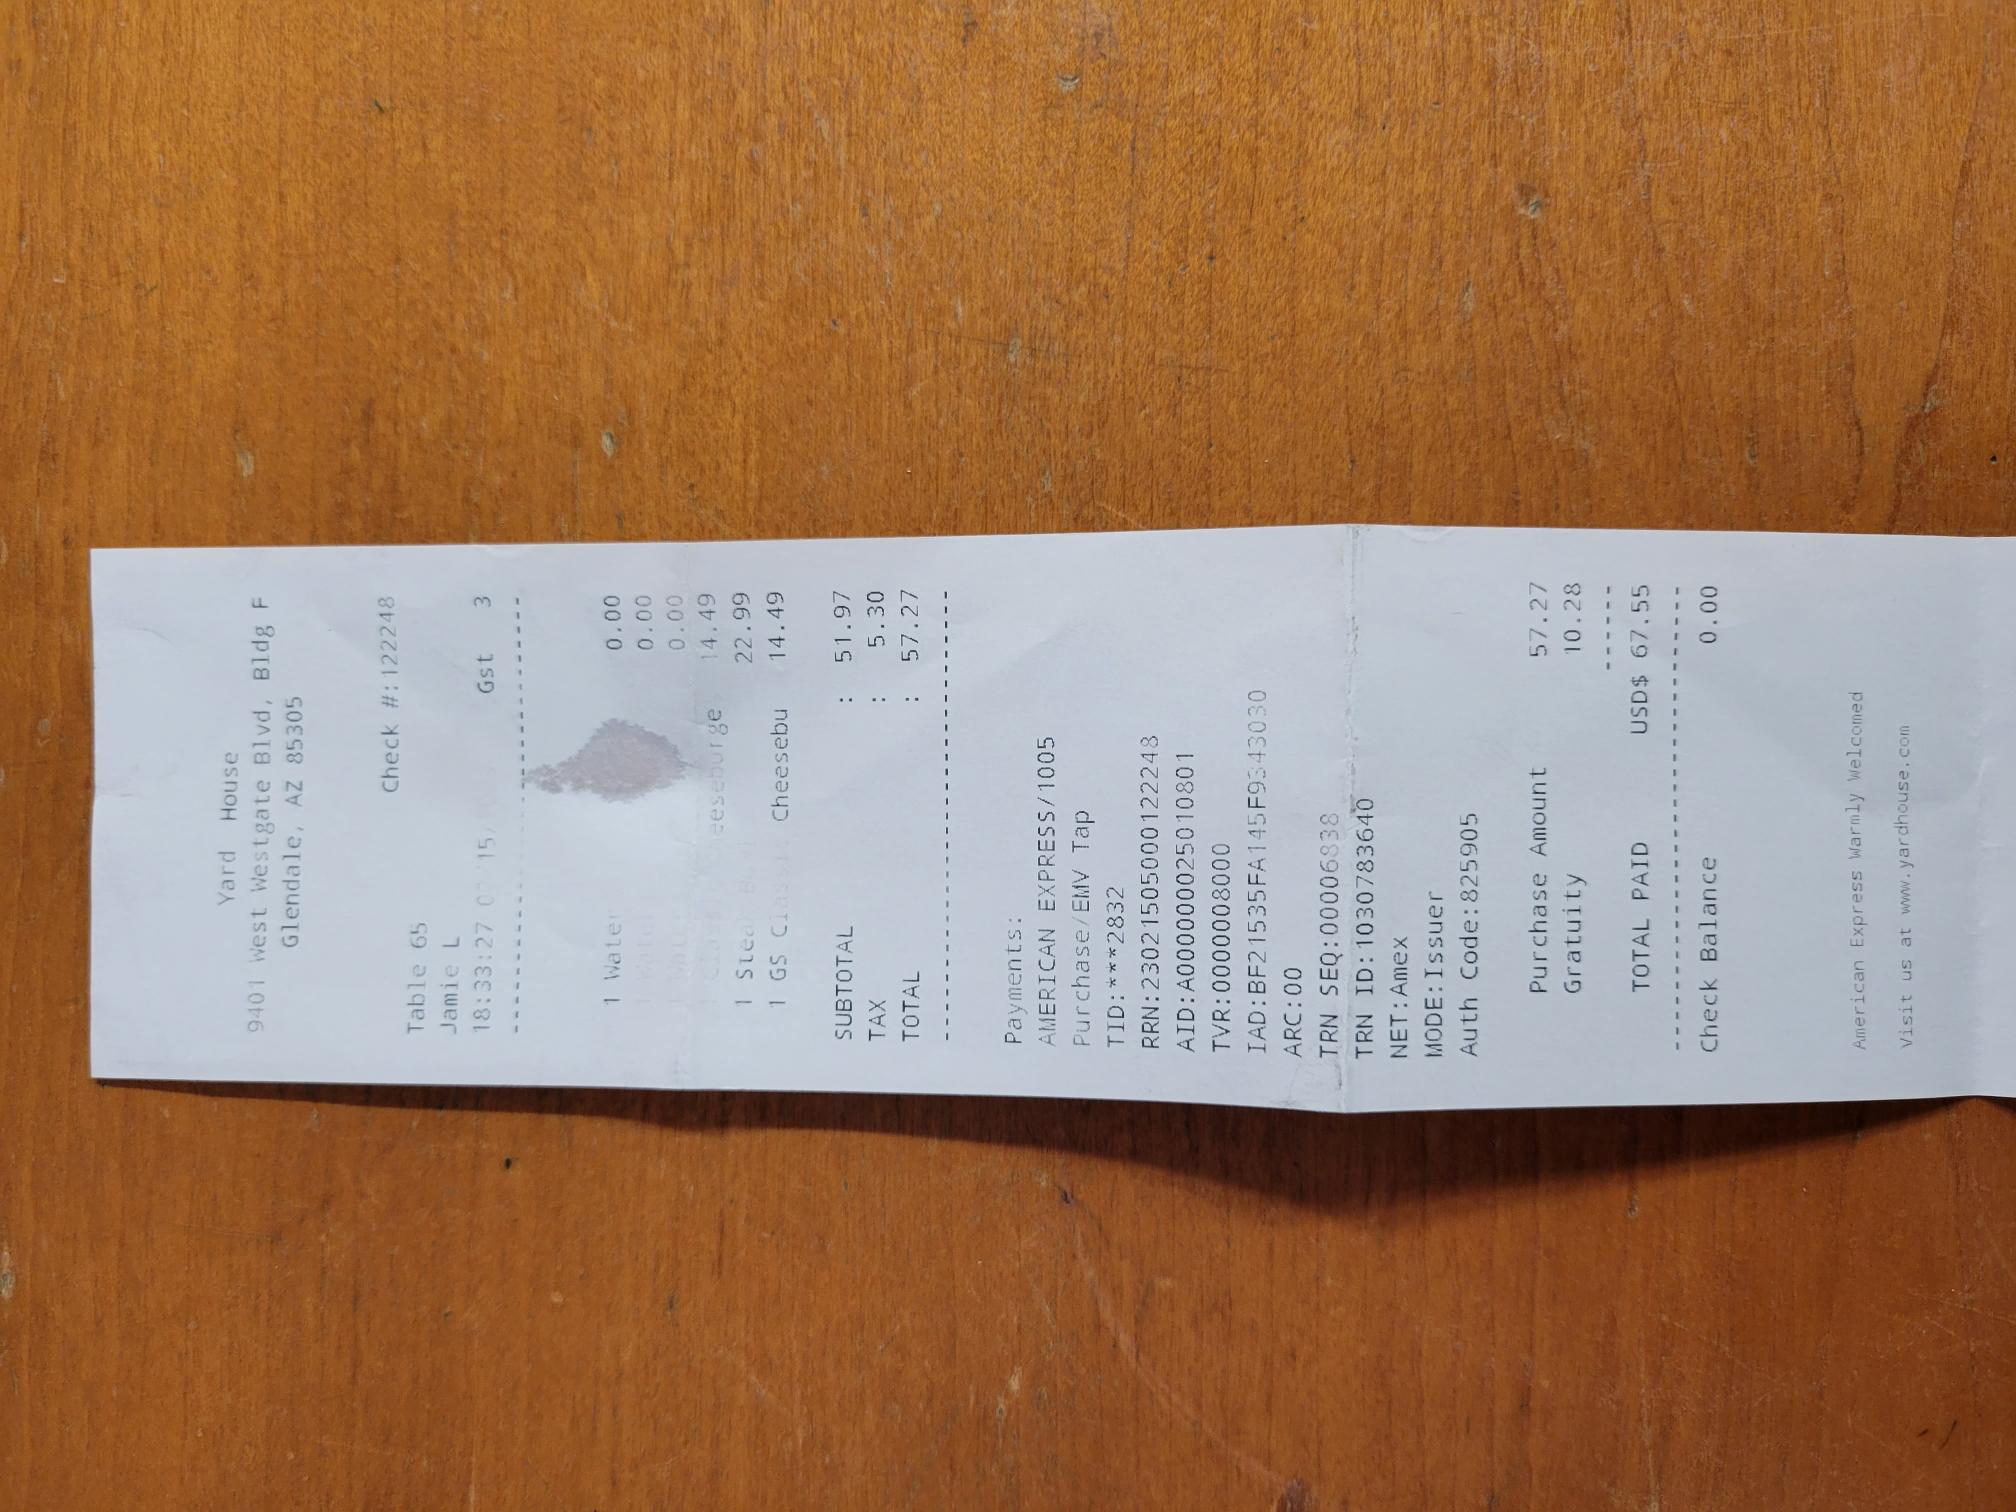 Yard House
9401 West Westgate Blvd, Bldg F
Glendale, AZ 85305
Check #:122248
Table 65
Jamie L
18:33:27 15/ Gst 3
1 Water 0.00
1 Water 0.00
1 Water 0.00
1 Classic Cheeseburge 14.49
1 Steak Bowl 22.99
1 GS Classic Cheesebu 14.49
SUBTOTAL : 51.97
TAX : 5.30
TOTAL : 57.27
Payments:
AMERICAN EXPRESS/1005
Purchase/EMV Tap
TID:***2832
RRN:23021505000122248
AID:A000000025010801
TVR:0000008000
IAD:BF21535FA145F9343030
ARC:00
TRN SEQ:00006838
TRN ID:1030783640
NET:Amex
MODE:Issuer
Auth Code:825905
Purchase Amount 57.27
Gratuity 10.28
TOTAL PAID USD$ 67.55
Check Balance 0.00
American Express Warmly Welcomed
Visit us at www.yardhouse.com